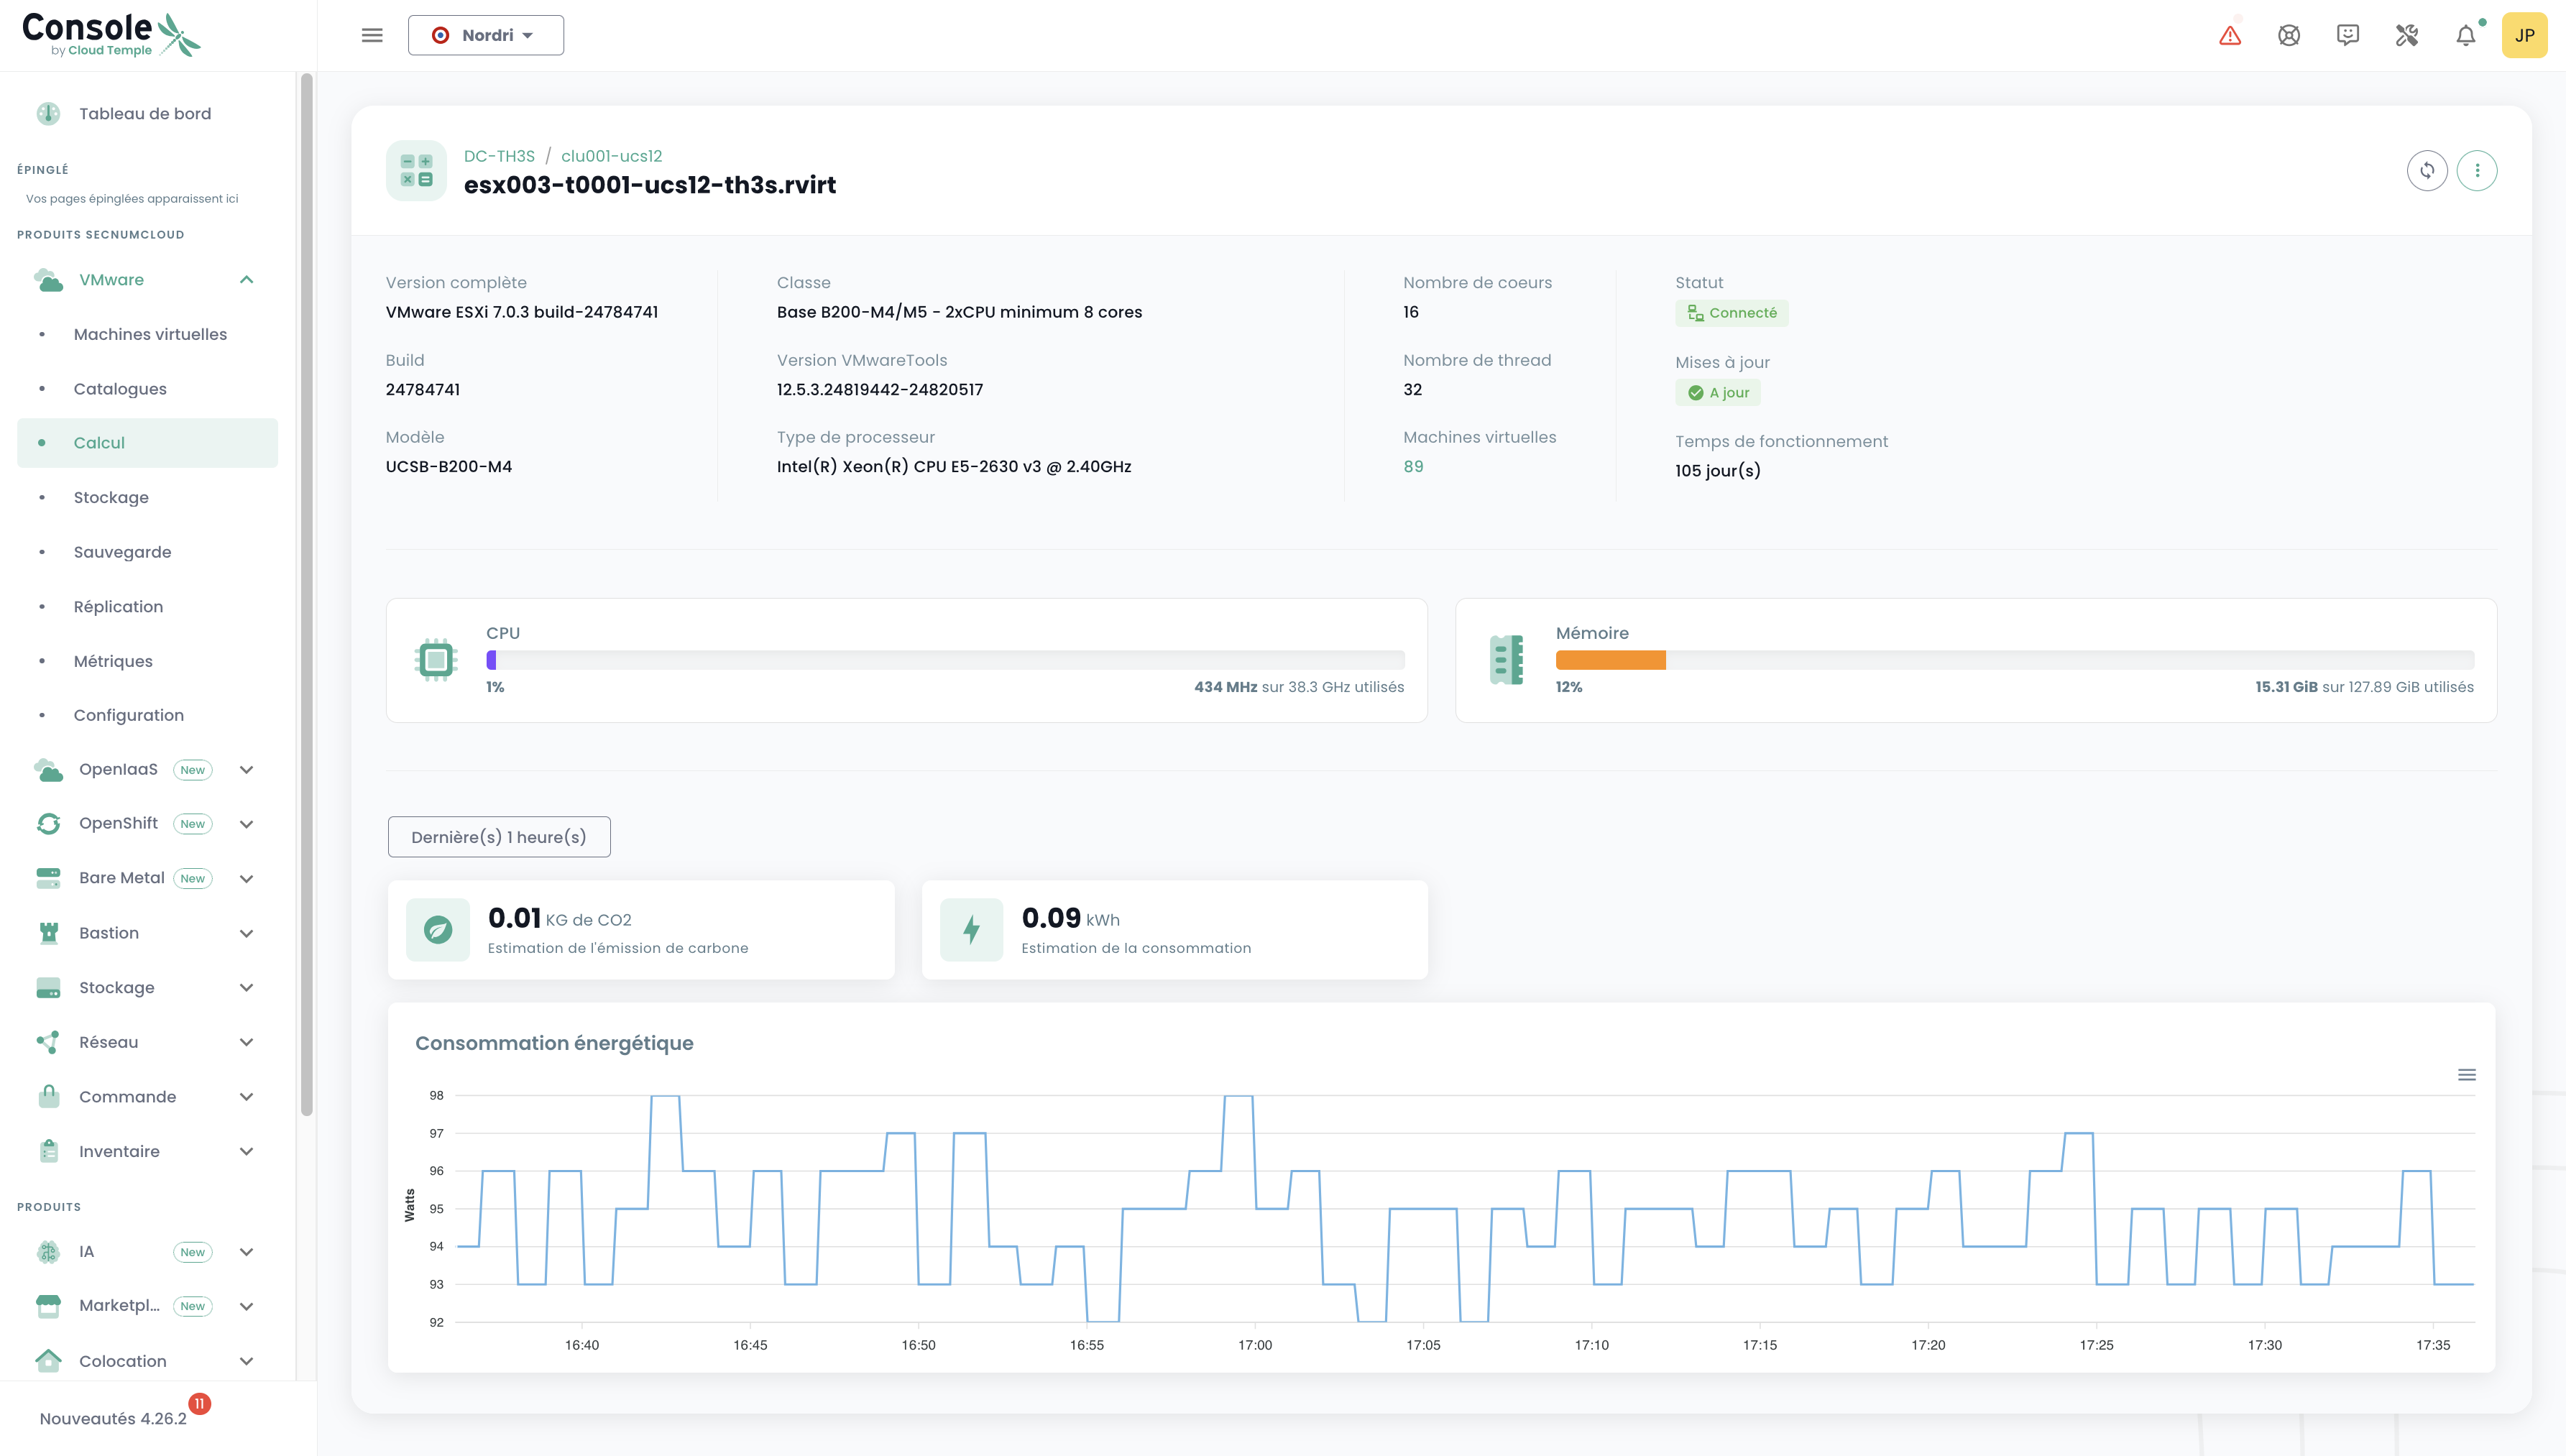 Console
by Cloud Temple
Nordri
JP
Tableau de bord
ÉPINGLÉ
Vos pages épinglées apparaissent ici
PRODUITS SECNUMCLOUD
VMware
Machines virtuelles
Catalogues
Calcul
Stockage
Sauvegarde
Réplication
Métriques
Configuration
OpenIaaS New
OpenShift New
Bare Metal New
Bastion
Stockage
Réseau
Commande
Inventaire
PRODUITS
IA New
Marketpl... New
Colocation
Nouveautés 4.26.2
11
DC-TH3S / clu001-ucs12
esx003-t0001-ucs12-th3s.rvirt
Version complète
VMware ESXi 7.0.3 build-24784741
Build
24784741
Modèle
UCSB-B200-M4
Classe
Base B200-M4/M5 - 2xCPU minimum 8 cores
Version VMwareTools
12.5.3.24819442-24820517
Type de processeur
Intel(R) Xeon(R) CPU E5-2630 v3 @ 2.40GHz
Nombre de coeurs
16
Nombre de thread
32
Machines virtuelles
89
Statut
Connecté
Mises à jour
A jour
Temps de fonctionnement
105 jour(s)
CPU
1%
434 MHz sur 38.3 GHz utilisés
Mémoire
12%
15.31 GiB sur 127.89 GiB utilisés
Dernière(s) 1 heure(s)
0.01 KG de CO2
Estimation de l'émission de carbone
0.09 kWh
Estimation de la consommation
Consommation énergétique
Watts
98
97
96
95
94
93
92
16:40 16:45 16:50 16:55 17:00 17:05 17:10 17:15 17:20 17:25 17:30 17:35